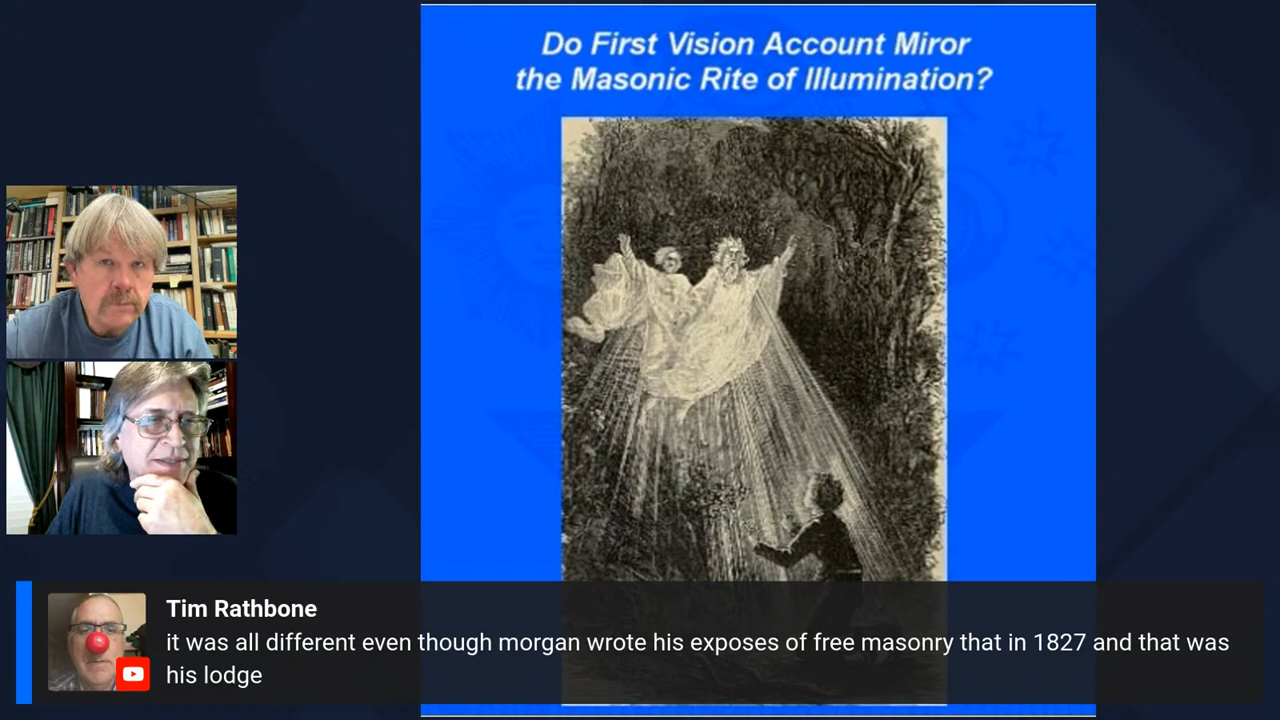 Do First Vision Account Miror
the Masonic Rite of Illumination?
Tim Rathbone
it was all different even though morgan wrote his exposes of free masonry that in 1827 and that was
his lodge